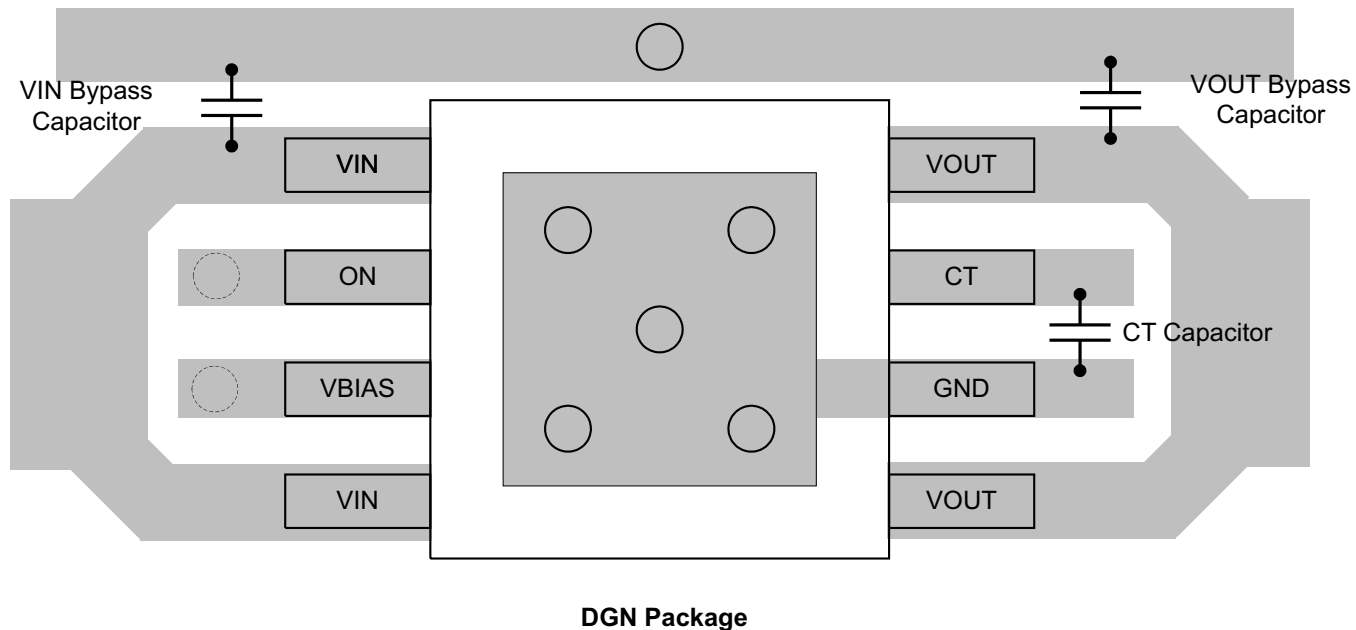 VIN Bypass
Capacitor
VOUT Bypass
Capacitor
VIN
VOUT
ON
CT
CT Capacitor
VBIAS
GND
VIN
VOUT
DGN Package